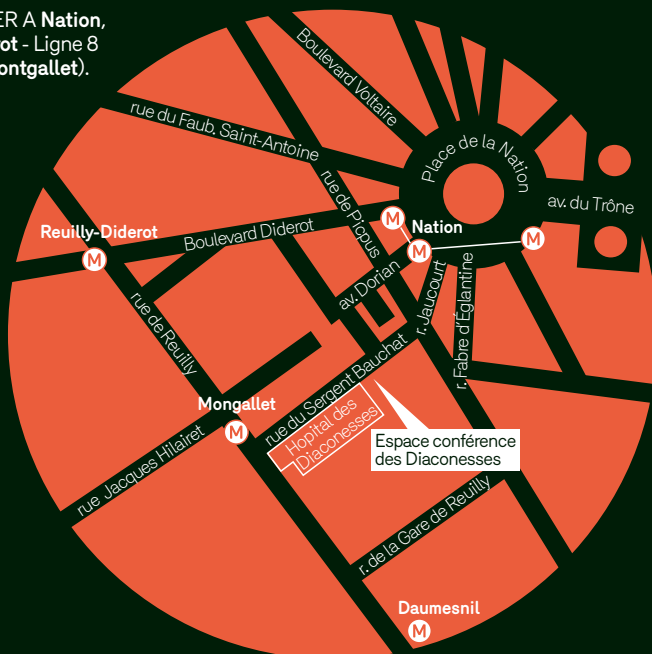 ER A Nation,
ot - Ligne 8
ontgallet).
Boulevard Voltaire
rue du Faub. Saint-Antoine
Place de la Nation
rue de Picpus
av. du Trône
M
Nation
Reuilly-Diderot
Boulevard Diderot
M
M
M
av. Dorian
r. Jaucourt
r. Fabre d'Églantine
rue de Reuilly
rue du Sergent Bauchat
Mongallet
M
Hopital des
Diaconesses
Espace conférence
des Diaconesses
rue Jacques Hilairet
r. de la Gare de Reuilly
Daumesnil
M